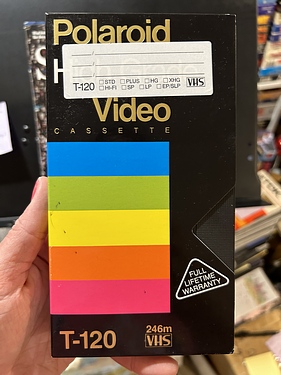 Polaroid
H
T-120 □ STD □ PLUS □ HG □ XHG
□ HI-FI □ SP □ LP □ EP/SLP VHS
Video
CASSETTE
FULL
LIFETIME
WARRANTY
T-120
246m
VHS